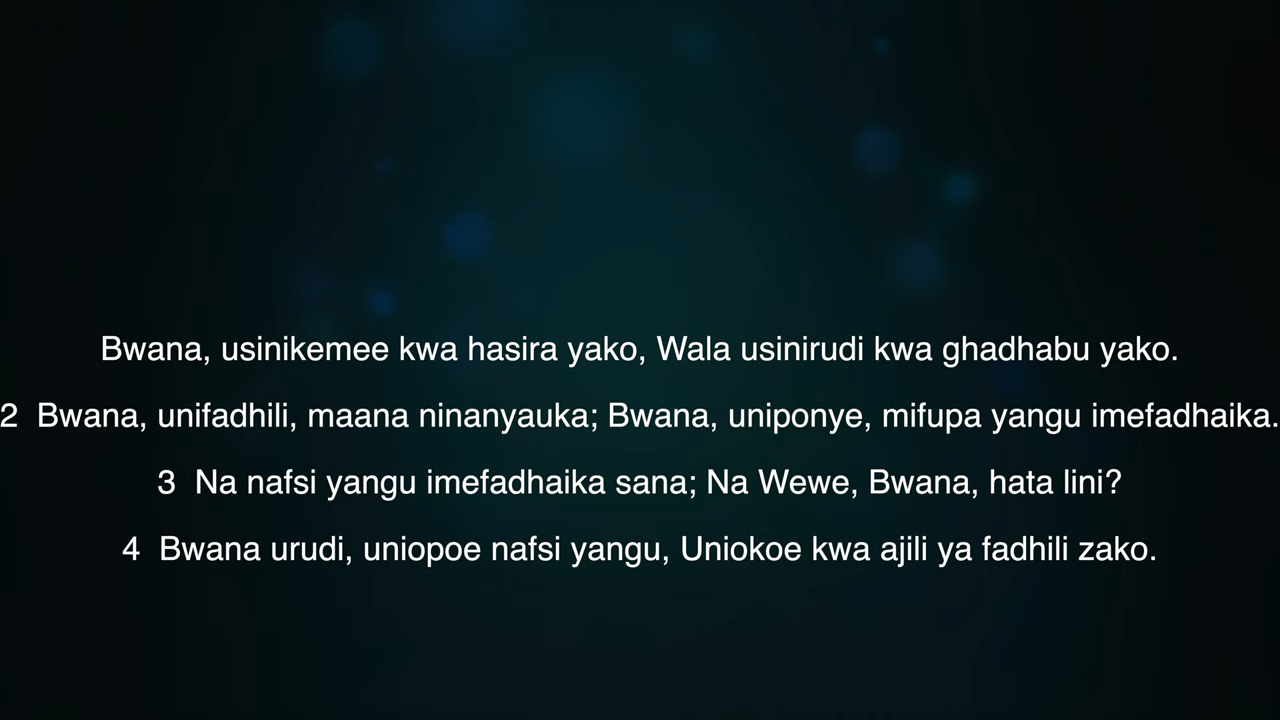 Bwana, usinikemee kwa hasira yako, Wala usinirudi kwa ghadhabu yako.
2 Bwana, unifadhili, maana ninanyauka; Bwana, uniponye, mifupa yangu imefadhaika.
3 Na nafsi yangu imefadhaika sana; Na Wewe, Bwana, hata lini?
4 Bwana urudi, uniopoe nafsi yangu, Uniokoe kwa ajili ya fadhili zako.